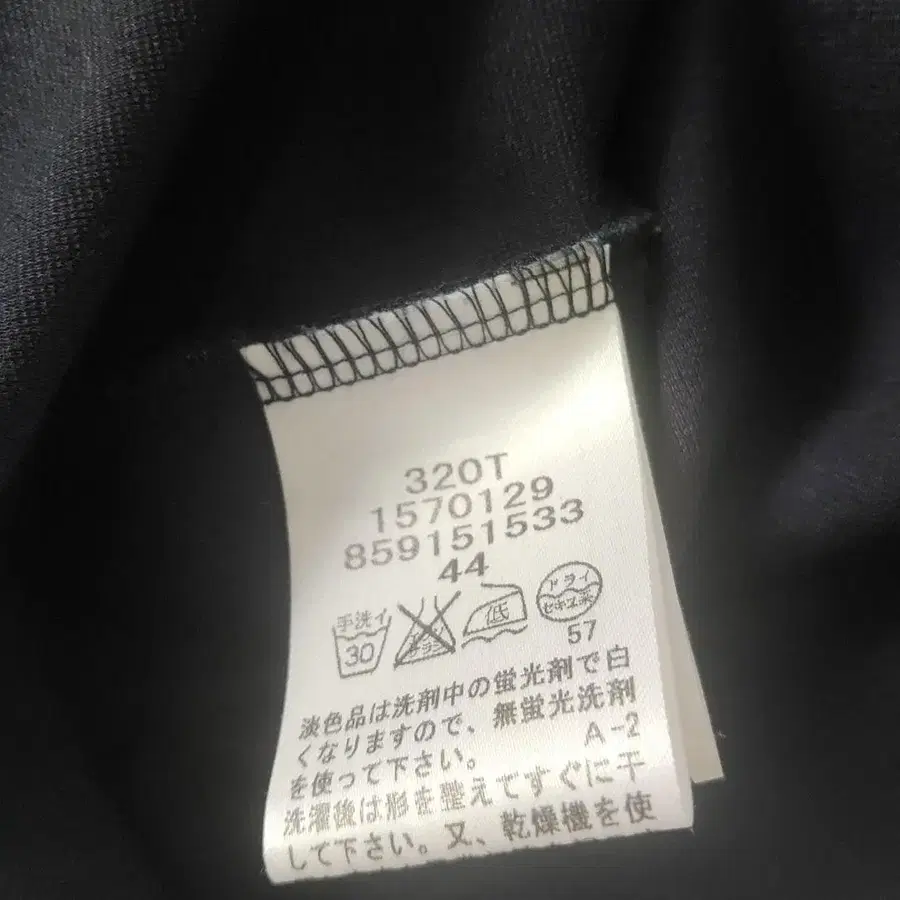 320T
1570129
859151533
44
手洗イ
30
低
ドライ
セキユ系
57
淡色品は洗剤中の蛍光剤で白
くなりますので、無蛍光洗剤
を使って下さい。 A-2
洗濯後は形を整えてすぐに干
して下さい。又、乾燥機を使